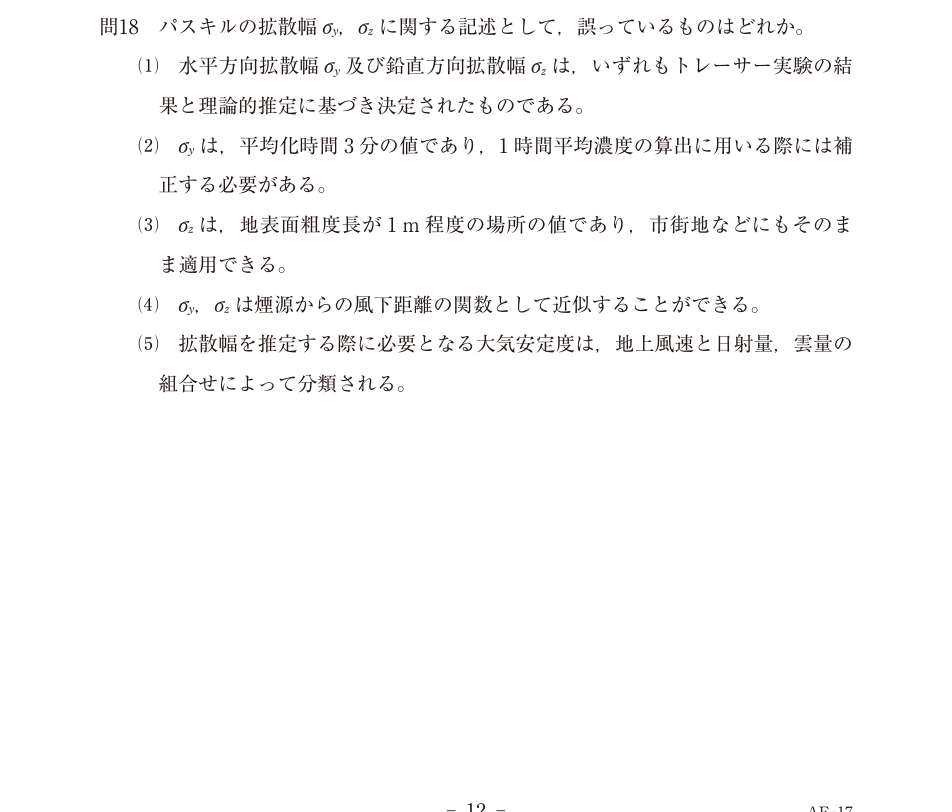 問18　パスキルの拡散幅 σy，σz に関する記述として，誤っているものはどれか。
⑴　水平方向拡散幅 σy 及び鉛直方向拡散幅 σz は，いずれもトレーサー実験の結
果と理論的推定に基づき決定されたものである。
⑵　σy は，平均化時間 3 分の値であり，1 時間平均濃度の算出に用いる際には補
正する必要がある。
⑶　σz は，地表面粗度長が 1 m 程度の場所の値であり，市街地などにもそのま
ま適用できる。
⑷　σy，σz は煙源からの風下距離の関数として近似することができる。
⑸　拡散幅を推定する際に必要となる大気安定度は，地上風速と日射量，雲量の
組合せによって分類される。
− 12 −